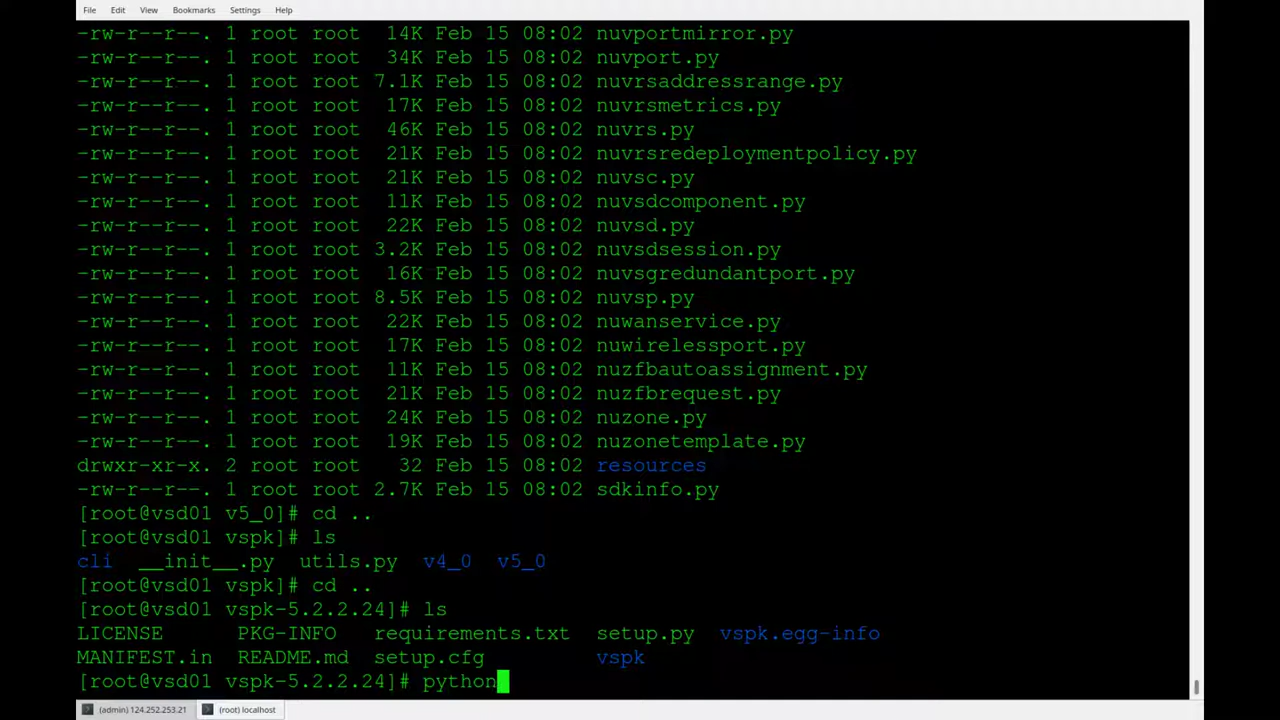 File Edit View Bookmarks Settings Help
-rw-r--r--. 1 root root 14K Feb 15 08:02 nuvportmirror.py
-rw-r--r--. 1 root root 34K Feb 15 08:02 nuvport.py
-rw-r--r--. 1 root root 7.1K Feb 15 08:02 nuvrsaddressrange.py
-rw-r--r--. 1 root root 17K Feb 15 08:02 nuvrsmetrics.py
-rw-r--r--. 1 root root 46K Feb 15 08:02 nuvrs.py
-rw-r--r--. 1 root root 21K Feb 15 08:02 nuvrsredeploymentpolicy.py
-rw-r--r--. 1 root root 21K Feb 15 08:02 nuvsc.py
-rw-r--r--. 1 root root 11K Feb 15 08:02 nuvsdcomponent.py
-rw-r--r--. 1 root root 22K Feb 15 08:02 nuvsd.py
-rw-r--r--. 1 root root 3.2K Feb 15 08:02 nuvsdsession.py
-rw-r--r--. 1 root root 16K Feb 15 08:02 nuvsgredundantport.py
-rw-r--r--. 1 root root 8.5K Feb 15 08:02 nuvsp.py
-rw-r--r--. 1 root root 22K Feb 15 08:02 nuwanservice.py
-rw-r--r--. 1 root root 17K Feb 15 08:02 nuwirelessport.py
-rw-r--r--. 1 root root 11K Feb 15 08:02 nuzfbautoassignment.py
-rw-r--r--. 1 root root 21K Feb 15 08:02 nuzfbrequest.py
-rw-r--r--. 1 root root 24K Feb 15 08:02 nuzone.py
-rw-r--r--. 1 root root 19K Feb 15 08:02 nuzonetemplate.py
drwxr-xr-x. 2 root root 32 Feb 15 08:02 resources
-rw-r--r--. 1 root root 2.7K Feb 15 08:02 sdkinfo.py
[root@vsd01 v5_0]# cd ..
[root@vsd01 vspk]# ls
cli __init__.py utils.py v4_0 v5_0
[root@vsd01 vspk]# cd ..
[root@vsd01 vspk-5.2.2.24]# ls
LICENSE PKG-INFO requirements.txt setup.py vspk.egg-info
MANIFEST.in README.md setup.cfg vspk
[root@vsd01 vspk-5.2.2.24]# python
(admin) 124.252.253.21 (root) localhost